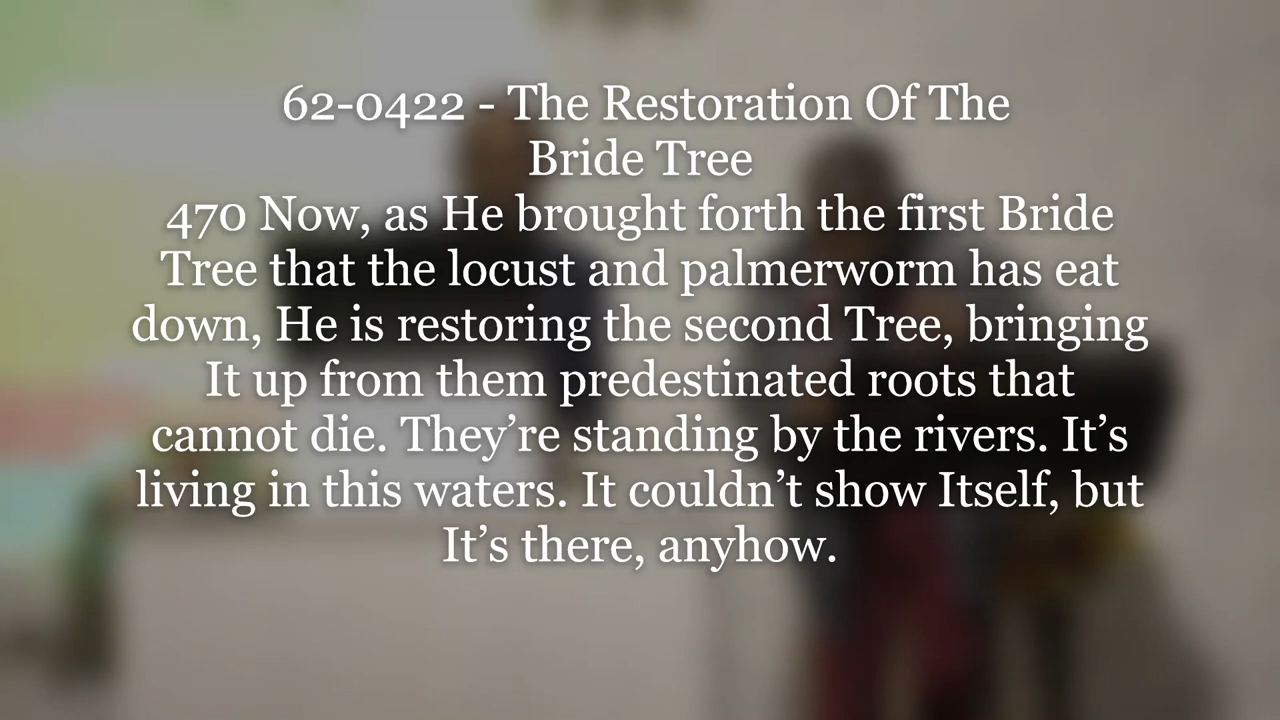 62-0422 - The Restoration Of The
Bride Tree
470 Now, as He brought forth the first Bride
Tree that the locust and palmerworm has eat
down, He is restoring the second Tree, bringing
It up from them predestinated roots that
cannot die. They’re standing by the rivers. It’s
living in this waters. It couldn’t show Itself, but
It’s there, anyhow.